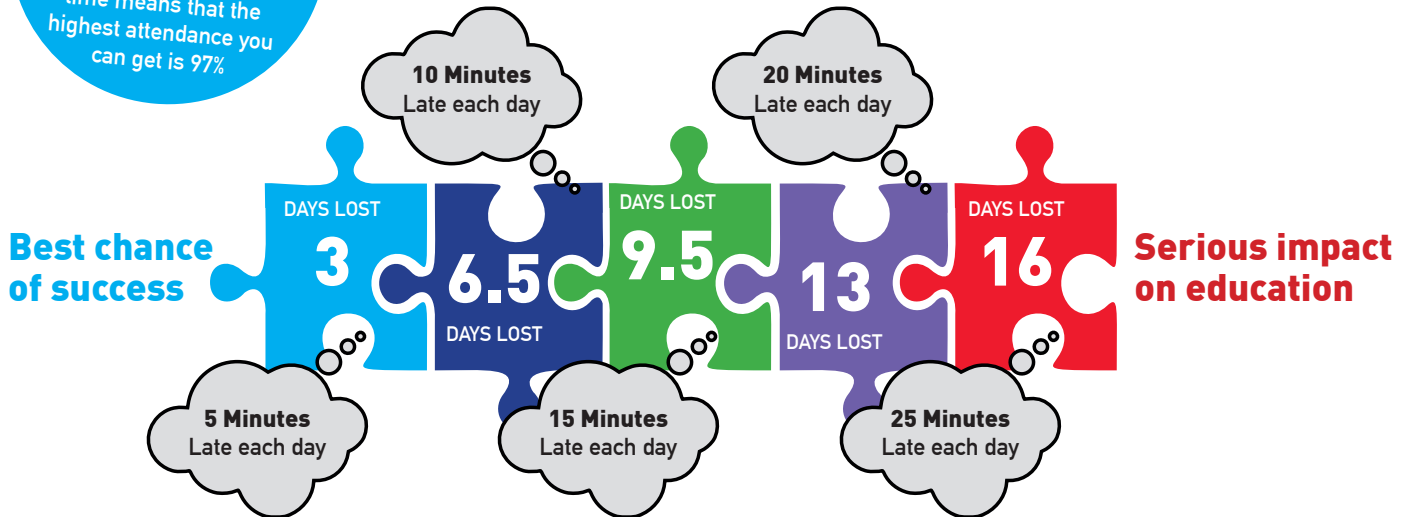 time means that the
highest attendance you
can get is 97%
10 Minutes
Late each day
20 Minutes
Late each day
Best chance
of success
DAYS LOST
3
6.5
DAYS LOST
DAYS LOST
9.5
13
DAYS LOST
DAYS LOST
16
Serious impact
on education
5 Minutes
Late each day
15 Minutes
Late each day
25 Minutes
Late each day